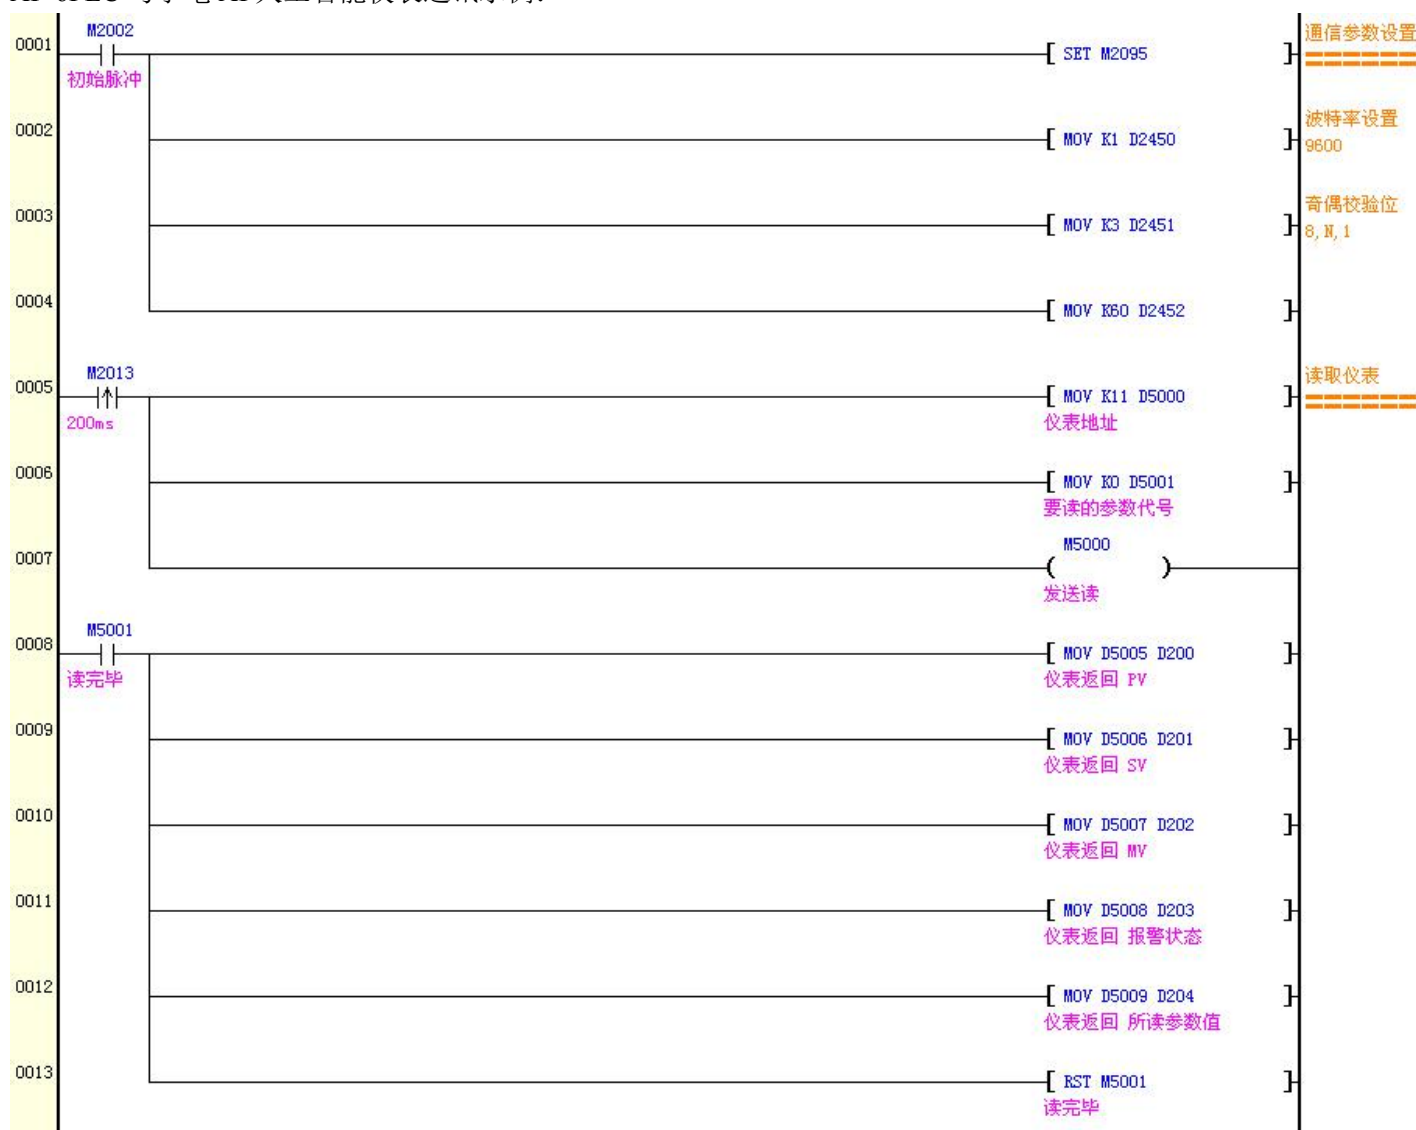 M2002
通信参数设置
0001
[ SET M2095 ]
初始脉冲
波特率设置
0002
[ MOV K1 D2450 ]
9600
奇偶校验位
0003
[ MOV K3 D2451 ]
8,N,1
0004
[ MOV K60 D2452 ]
M2013
读取仪表
0005
[ MOV K11 D5000 ]
200ms
仪表地址
0006
[ MOV K0 D5001 ]
要读的参数代号
M5000
0007
( )
发送读
M5001
0008
[ MOV D5005 D200 ]
读完毕
仪表返回 PV
0009
[ MOV D5006 D201 ]
仪表返回 SV
0010
[ MOV D5007 D202 ]
仪表返回 MV
0011
[ MOV D5008 D203 ]
仪表返回 报警状态
0012
[ MOV D5009 D204 ]
仪表返回 所读参数值
0013
[ RST M5001 ]
读完毕